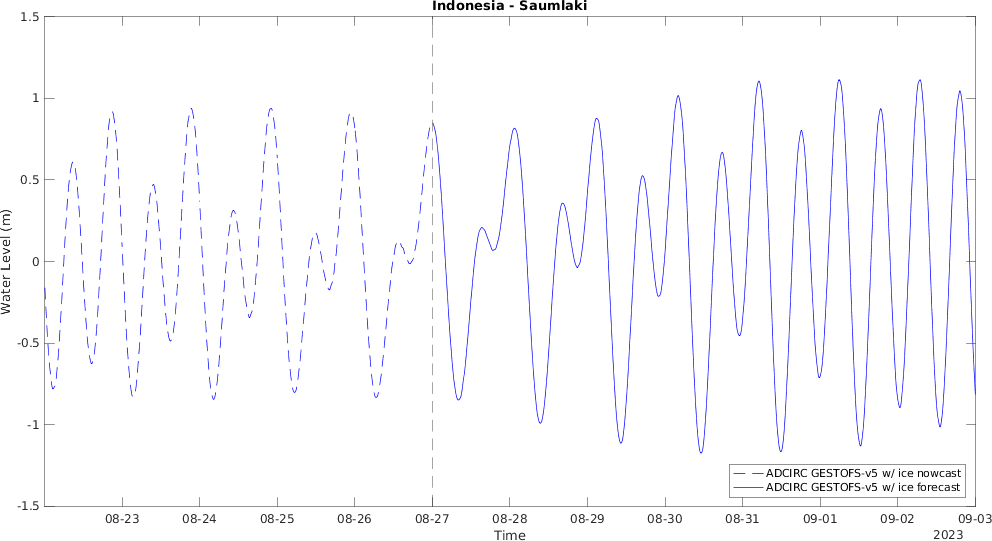 Indonesia - Saumlaki
1.5
1
0.5
0
-0.5
-1
-1.5
Water Level (m)
ADCIRC GESTOFS-v5 w/ ice nowcast
ADCIRC GESTOFS-v5 w/ ice forecast
08-23 08-24 08-25 08-26 08-27 08-28 08-29 08-30 08-31 09-01 09-02 09-03
Time
2023